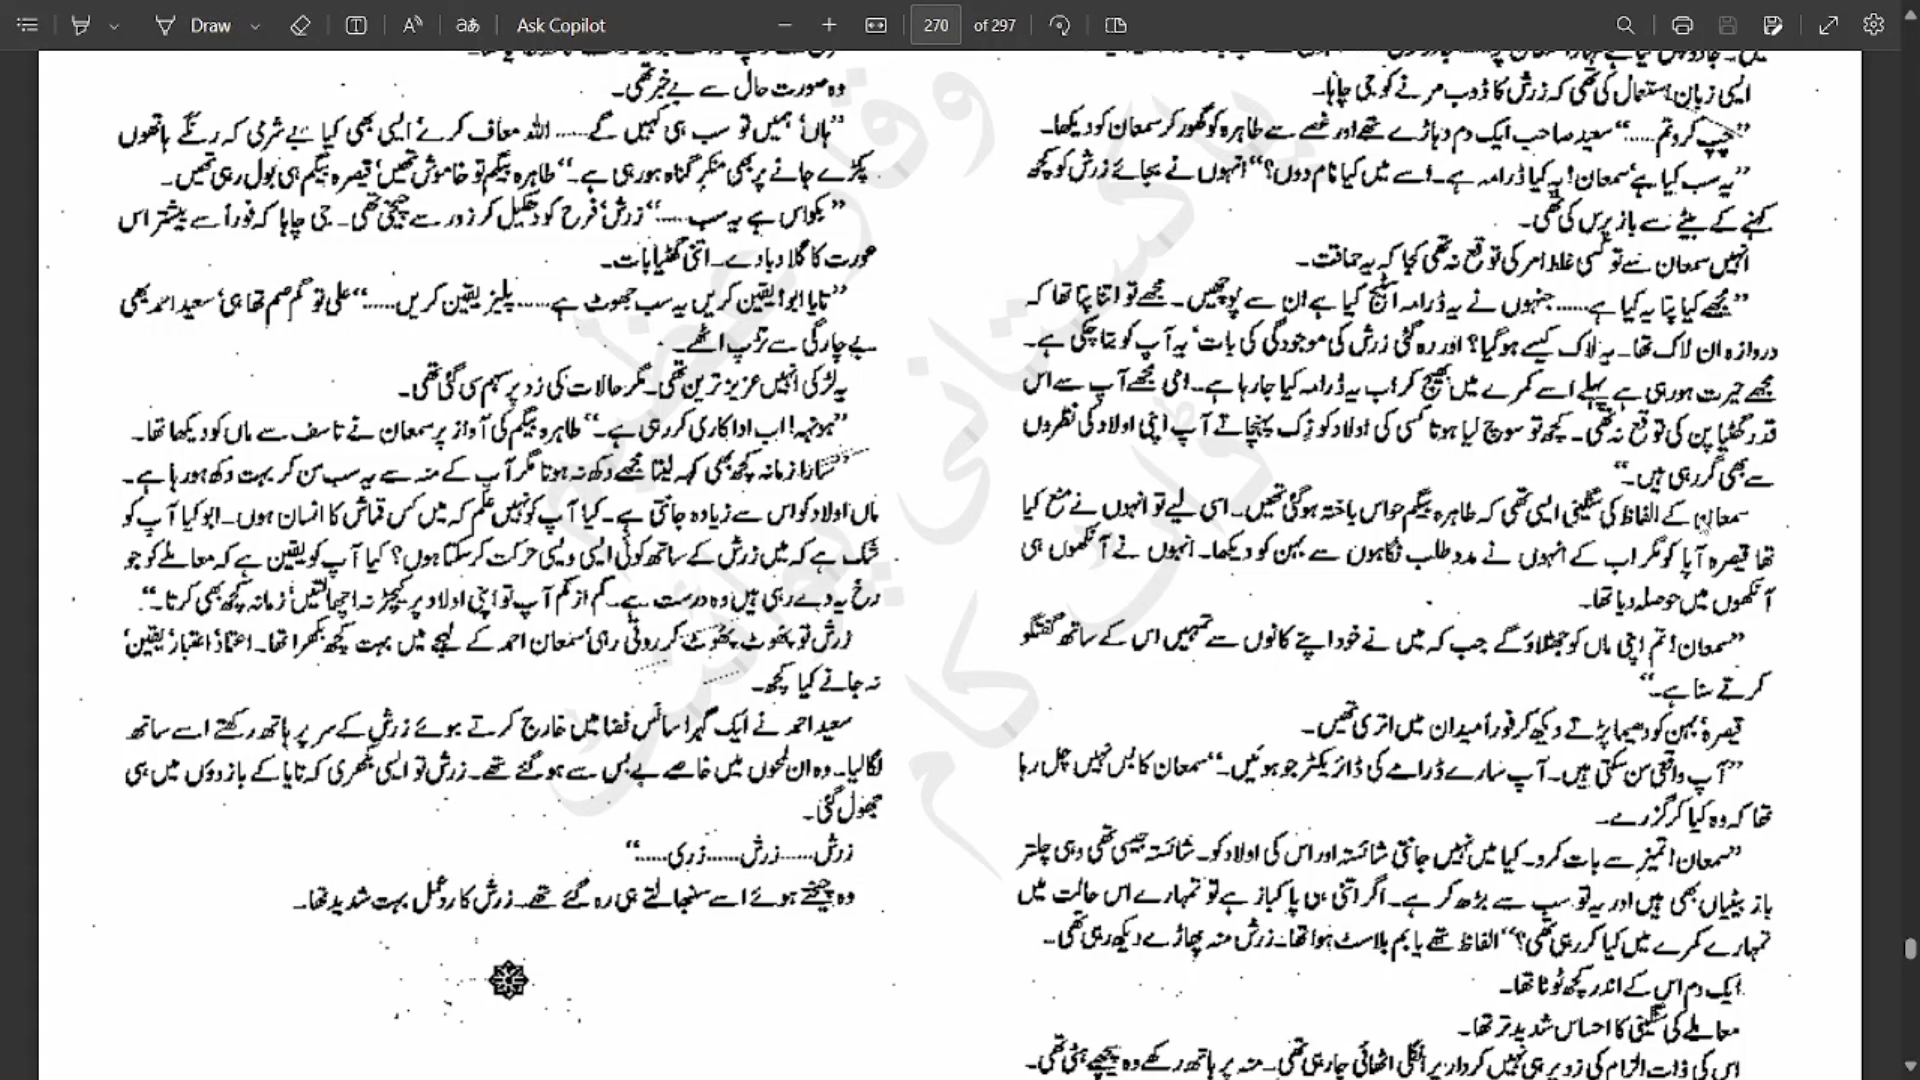 Draw
Ask Copilot
270 of 297
ایسی زبان استعمال کی تھی کہ زرش کا ڈوب مرنے کو جی چاہا۔
”چپ کرو تم......“ سعید صاحب ایک دم دہاڑے تھے اور غصے سے طاہرہ کو گھور کر سمعان کو دیکھا۔
”یہ سب کیا ہے سمعان! یہ کیا ڈرامہ ہے۔ اسے میں کیا نام دوں؟“ انہوں نے بجائے زرش کو کچھ
کہنے کے بیٹے سے باز پرس کی تھی۔
انہیں سمعان سے تو کسی غلط امر کی توقع نہ تھی کیا کہ یہ حماقت۔
”مجھے کیا پتا یہ کیا ہے...... جنہوں نے یہ ڈرامہ اسٹیج کیا ہے ان سے پوچھیں۔ مجھے تو اتنا پتا تھا کہ
دروازہ ان لاک تھا۔ یہ لاک کیسے ہوگیا؟ اور رہ گئی زرش کی موجودگی کی بات‘ یہ آپ کو بتا چکی ہے۔
مجھے حیرت ہو رہی ہے پہلے اسے کمرے میں بھیج کر اب یہ ڈرامہ کیا جا رہا ہے۔ امی مجھے آپ سے اس
قدر گھٹیا پن کی توقع نہ تھی۔ کچھ تو سوچ لیا ہوتا کسی کی اولاد کو زک پہنچاتے آپ اپنی اولاد کی نظروں
سے بھی گر رہی ہیں۔“
سمعان کے الفاظ کی سنگینی ایسی تھی کہ طاہرہ بیگم حواس باختہ ہوگئی تھیں۔ اسی لیے تو انہوں نے منع کیا
تھا قیصرہ آپا کو مگر اب کے انہوں نے مدد طلب نگاہوں سے بہن کو دیکھا۔ انہوں نے آنکھوں ہی
آنکھوں میں حوصلہ دیا تھا۔
”سمعان! تم اپنی ماں کو جھٹلاؤ گے جب کہ میں نے خود اپنے کانوں سے تمہیں اس کے ساتھ گفتگو
کرتے سنا ہے۔“
قیصرہ‘ بہن کو دھیما پڑتے دیکھ کر فوراً میدان میں اتری تھیں۔
”آپ واقعی سن سکتی ہیں۔ آپ سارے ڈرامے کی ڈائریکٹر جو ہوئیں۔“ سمعان کا بس نہیں چل رہا
تھا کہ وہ کیا کر گزرے۔
”سمعان! تمیز سے بات کرو۔ کیا میں نہیں جانتی شائستہ اور اس کی اولاد کو۔ شائستہ جیسی تھی وہی چلتر
باز بیٹیاں بھی ہیں اور یہ تو سب سے بڑھ کر ہے۔ اگر اتنی ہی پاکباز ہے تو تمہارے اس حالت میں
تمہارے کمرے میں کیا کر رہی تھی؟“ الفاظ تھے یا بم بلاسٹ ہوا تھا۔ زرش منہ پھاڑے دیکھ رہی تھی۔
ایک دم اس کے اندر کچھ ٹوٹا تھا۔
معاملے کی سنگینی کا احساس شدید تر تھا۔
اس کی ذات الزام کی زد پر ہی نہیں کردار پر انگلی اٹھائی جا رہی تھی۔ منہ پر ہاتھ رکھے وہ پیچھے ہٹی تھی۔
وہ صورت حال سے بے خبر تھی۔
”ہاں‘ ہمیں تو سب ہی کہیں گے...... اللہ معاف کرے‘ ایسی بھی کیا بے شرمی کہ رنگے ہاتھوں
پکڑے جانے پر بھی منکر گناہ ہو رہی ہے۔“ طاہرہ بیگم تو خاموش تھیں‘ قیصرہ بیگم ہی بول رہی تھیں۔
”بکواس ہے یہ سب......“ زرش‘ فرح کو دھکیل کر زور سے چیخی تھی۔ جی چاہا کہ فوراً سے پیشتر اس
عورت کا گلا دبا دے۔ اتنی گھٹیا بات۔
”تایا ابو! یقین کریں یہ سب جھوٹ ہے...... پلیز یقین کریں......“ علی تو گم صم تھا ہی‘ سعید احمد بھی
بے چارگی سے تڑپ اٹھے۔
یہ لڑکی انہیں عزیز ترین تھی۔ مگر حالات کی زد پر سہم سی گئی تھی۔
”ہونہہ! اب اداکاری کر رہی ہے۔“ طاہرہ بیگم کی آواز پر سمعان نے تاسف سے ماں کو دیکھا تھا۔
”سارا زمانہ کچھ بھی کہہ لیتا مجھے دکھ نہ ہوتا مگر آپ کے منہ سے یہ سب سن کر بہت دکھ ہو رہا ہے۔
ماں اولاد کو اس سے زیادہ جانتی ہے۔ کیا آپ کو نہیں علم کہ میں کس قماش کا انسان ہوں۔ ابو کیا آپ کو
شک ہے کہ میں زرش کے ساتھ کوئی ایسی ویسی حرکت کر سکتا ہوں؟ کیا آپ کو یقین ہے کہ معاملے کو جو
رخ یہ دے رہی ہیں وہ درست ہے۔ کم از کم آپ تو اپنی اولاد پر کیچڑ نہ اچھالتیں‘ زمانہ کچھ بھی کرتا۔“
زرش تو پھوٹ پھوٹ کر روئی رہی‘ سمعان احمد کے لہجے میں بہت کچھ بکھرا تھا۔ اعتماد‘ اعتبار‘ یقین‘
نہ جانے کیا کچھ۔
سعید احمد نے ایک گہرا سانس فضا میں خارج کرتے ہوئے زرش کے سر پر ہاتھ رکھتے اسے ساتھ
لگا لیا۔ وہ ان لمحوں میں خاصے بے بس سے ہو گئے تھے۔ زرش تو ایسی بکھری کہ تایا کے بازوؤں میں ہی
جھول گئی۔
زرش......زرش......زری......“
وہ چیختے ہوئے اسے سنبھالتے ہی رہ گئے تھے۔ زرش کا ردعمل بہت شدید تھا۔